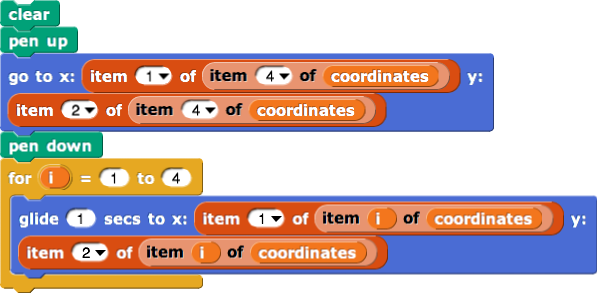 clear
pen up
go to x: item 1 of item 4 of coordinates y:
item 2 of item 4 of coordinates
pen down
for i = 1 to 4
glide 1 secs to x: item 1 of item i of coordinates y:
item 2 of item i of coordinates